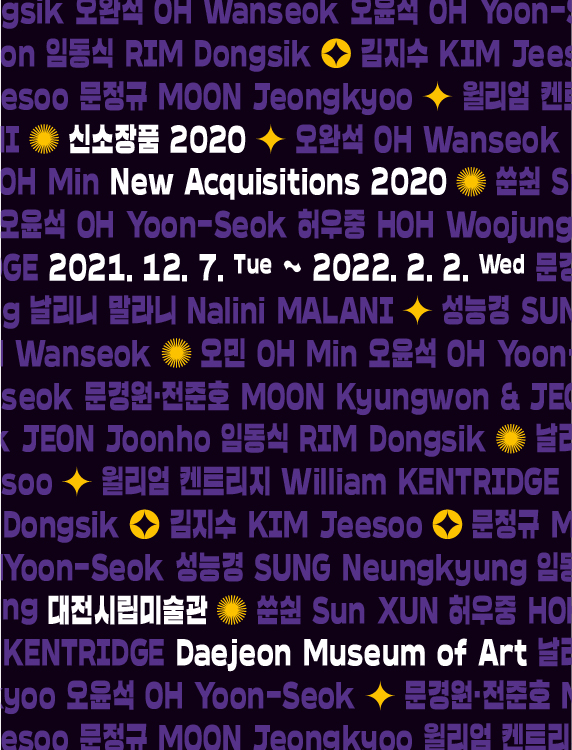 gsik 오완석 OH Wanseok 오윤석 OH Yoon-
on 임동식 RIM Dongsik 김지수 KIM Jees
esoo 문정규 MOON Jeongkyoo 윌리엄 켄
NI 신소장품 2020 오완석 OH Wanseok
OH Min New Acquisitions 2020 쑨쉰 S
오윤석 OH Yoon-Seok 허우중 HOH Woojung
GE 2021. 12. 7. Tue ~ 2022. 2. 2. Wed 문경
g 날리니 말라니 Nalini MALANI 성능경 SUN
Wanseok 오민 OH Min 오윤석 OH Yoon-
seok 문경원·전준호 MOON Kyungwon & JEO
k JEON Joonho 임동식 RIM Dongsik 날리
soo 윌리엄 켄트리지 William KENTRIDGE
Dongsik 김지수 KIM Jeesoo 문정규 M
Yoon-Seok 성능경 SUNG Neungkyung 임동
ng 대전시립미술관 쑨쉰 Sun XUN 허우중 HO
KENTRIDGE Daejeon Museum of Art 날리
yoo 오윤석 OH Yoon-Seok 문경원·전준호 M
esoo 문정규 MOON Jeongkyoo 윌리엄 켄트리